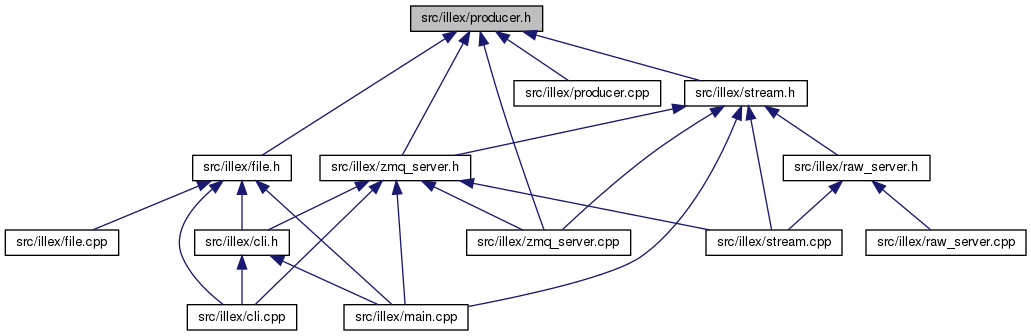 src/illex/producer.h
src/illex/producer.cpp
src/illex/stream.h
src/illex/file.h
src/illex/zmq_server.h
src/illex/raw_server.h
src/illex/file.cpp
src/illex/cli.h
src/illex/zmq_server.cpp
src/illex/stream.cpp
src/illex/raw_server.cpp
src/illex/cli.cpp
src/illex/main.cpp